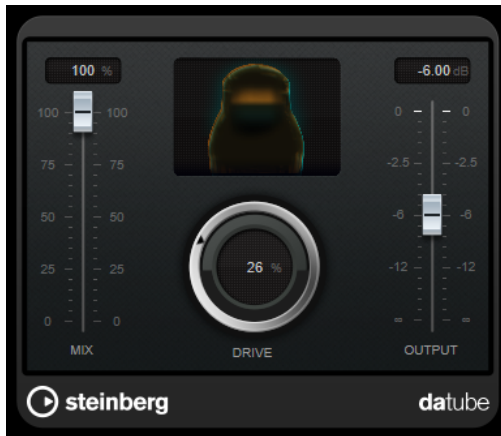 100 %
-6.00 dB
100 100
75 75
50 50
25 25
0 0
MIX
26 %
DRIVE
0 0
-2.5 -2.5
-6 -6
-12 -12
∞ ∞
OUTPUT
steinberg
datube